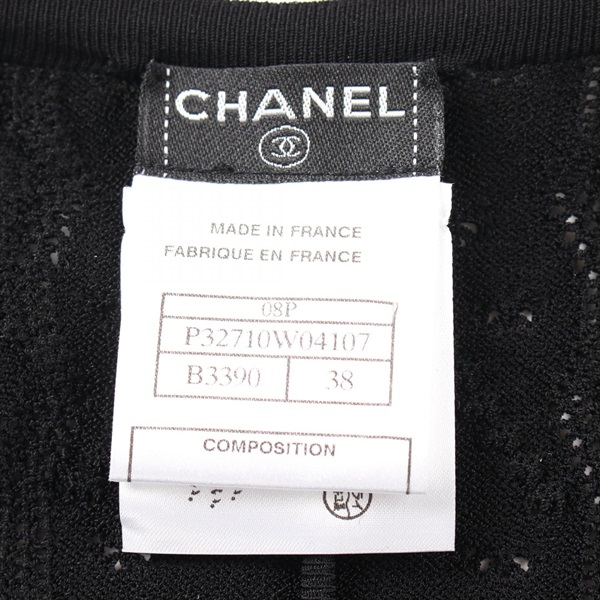 CHANEL
MADE IN FRANCE
FABRIQUE EN FRANCE
08P
P32710W04107
B3390 38
COMPOSITION